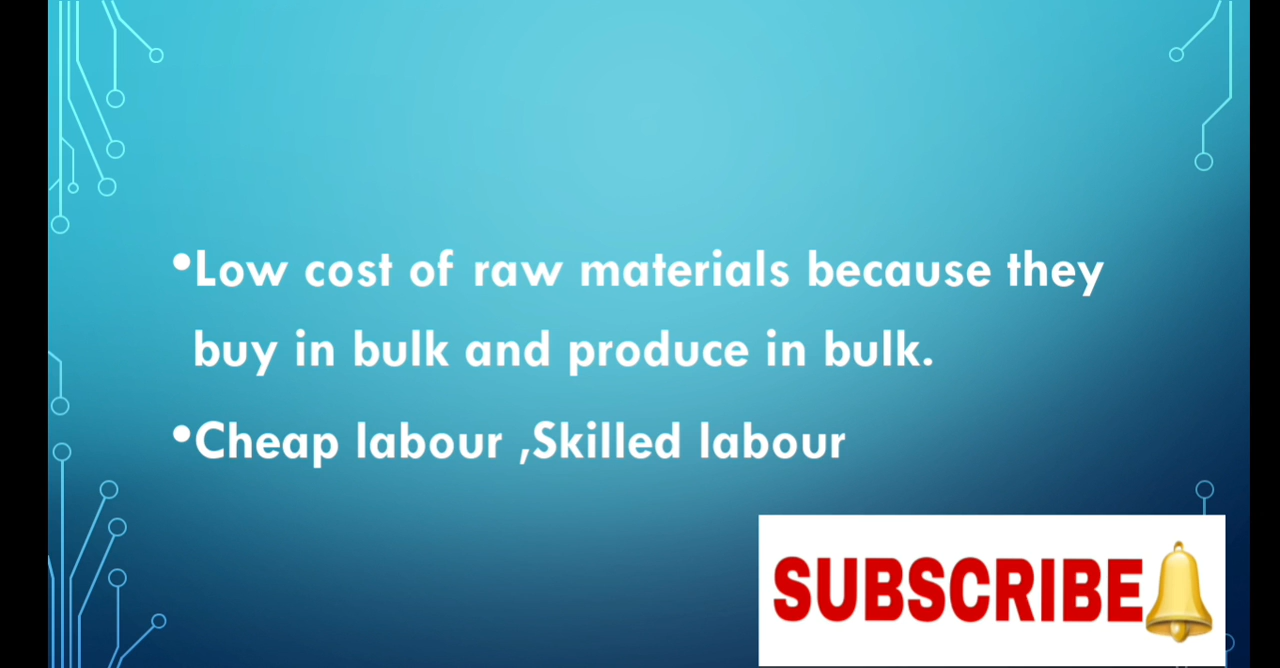 •Low cost of raw materials because they
buy in bulk and produce in bulk.
•Cheap labour ,Skilled labour
SUBSCRIBE